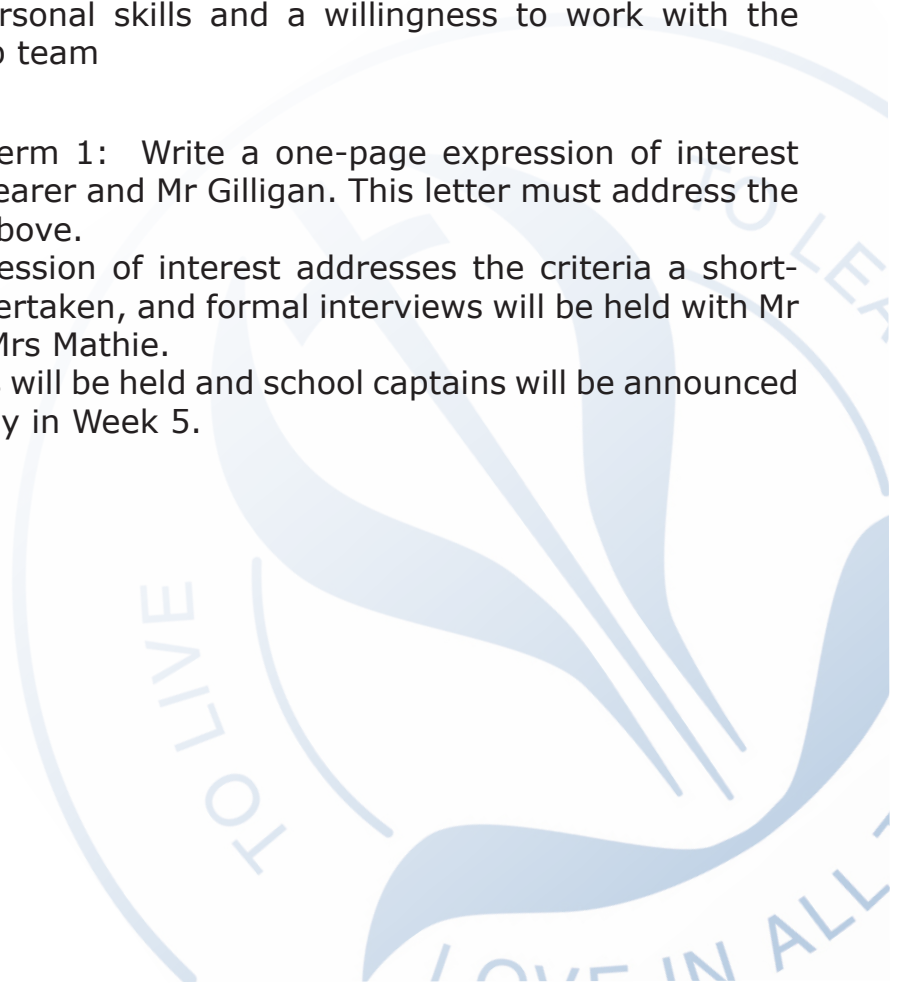 rsonal skills and a willingness to work with the
team
erm 1: Write a one-page expression of interest
earer and Mr Gilligan. This letter must address the
bove.
ession of interest addresses the criteria a short-
ertaken, and formal interviews will be held with Mr
Mrs Mathie.
will be held and school captains will be announced
y in Week 5.
TO LEA
TO LIVE
LOVE IN ALL